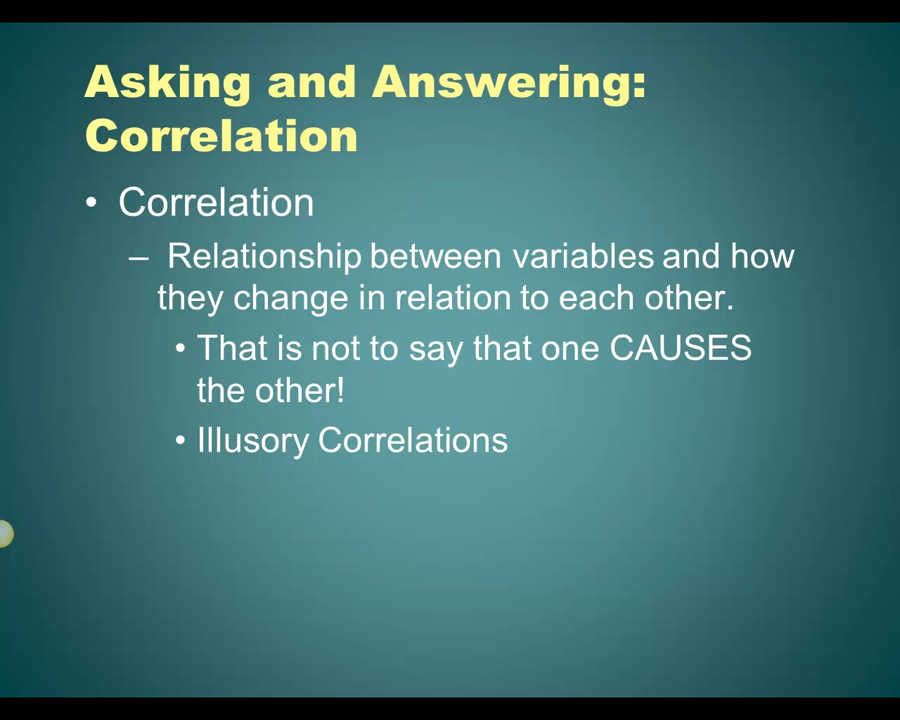 Asking and Answering:
Correlation
• Correlation
– Relationship between variables and how
they change in relation to each other.
• That is not to say that one CAUSES
the other!
• Illusory Correlations